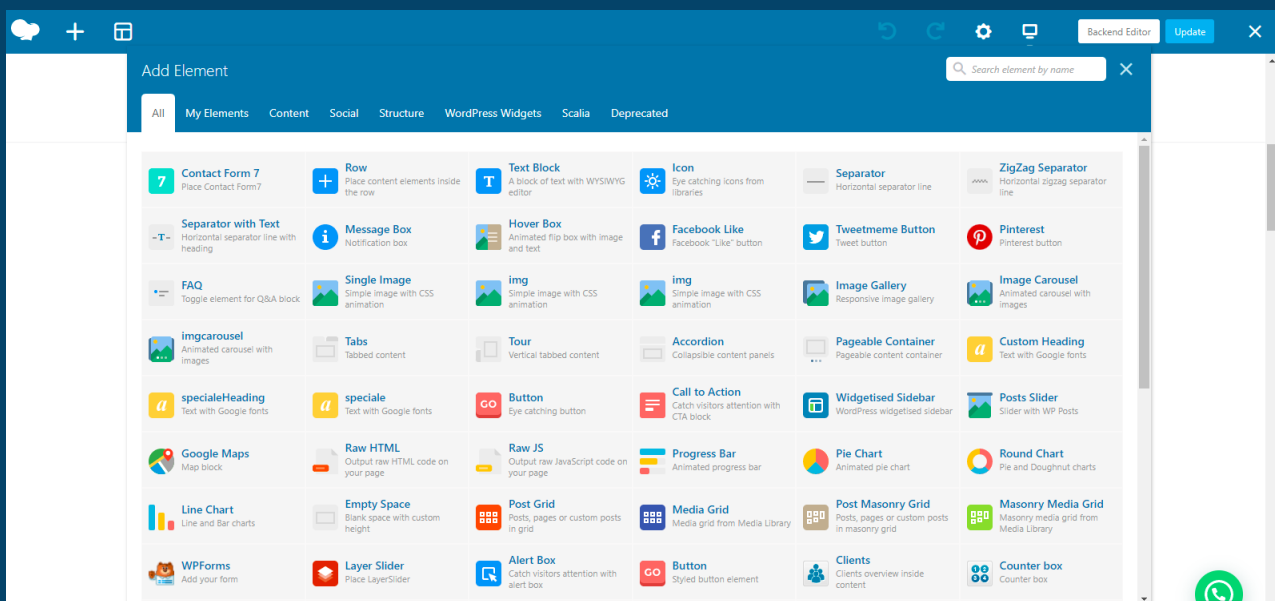 Backend Editor
Update
Add Element
Search element by name
All
My Elements
Content
Social
Structure
WordPress Widgets
Scalia
Deprecated
7
Contact Form 7
Place Contact Form7
Row
Place content elements inside
the row
T
Text Block
A block of text with WYSIWYG
editor
Icon
Eye catching icons from
libraries
Separator
Horizontal separator line
ZigZag Separator
Horizontal zigzag separator
line
-T-
Separator with Text
Horizontal separator line with
heading
i
Message Box
Notification box
Hover Box
Animated flip box with image
and text
f
Facebook Like
Facebook "Like" button
Tweetmeme Button
Tweet button
Pinterest
Pinterest button
FAQ
Toggle element for Q&A block
Single Image
Simple image with CSS
animation
img
Simple image with CSS
animation
img
Simple image with CSS
animation
Image Gallery
Responsive image gallery
Image Carousel
Animated carousel with
images
imgcarousel
Animated carousel with
images
Tabs
Tabbed content
Tour
Vertical tabbed content
Accordion
Collapsible content panels
Pageable Container
Pageable content container
a
Custom Heading
Text with Google fonts
a
specialeHeading
Text with Google fonts
a
speciale
Text with Google fonts
GO
Button
Eye catching button
Call to Action
Catch visitors attention with
CTA block
Widgetised Sidebar
WordPress widgetised sidebar
Posts Slider
Slider with WP Posts
Google Maps
Map block
Raw HTML
Output raw HTML code on
your page
Raw JS
Output raw JavaScript code on
your page
Progress Bar
Animated progress bar
Pie Chart
Animated pie chart
Round Chart
Pie and Doughnut charts
Line Chart
Line and Bar charts
Empty Space
Blank space with custom
height
Post Grid
Posts, pages or custom posts
in grid
Media Grid
Media grid from Media Library
Post Masonry Grid
Posts, pages or custom posts
in masonry grid
Masonry Media Grid
Masonry media grid from
Media Library
WPForms
Add your form
Layer Slider
Place LayerSlider
Alert Box
Catch visitors attention with
alert box
GO
Button
Styled button element
Clients
Clients overview inside
content
Counter box
Counter box